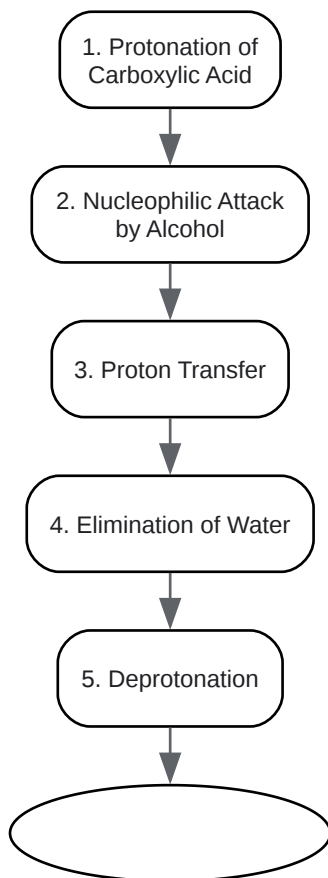 1. Protonation of
Carboxylic Acid
2. Nucleophilic Attack
by Alcohol
3. Proton Transfer
4. Elimination of Water
5. Deprotonation